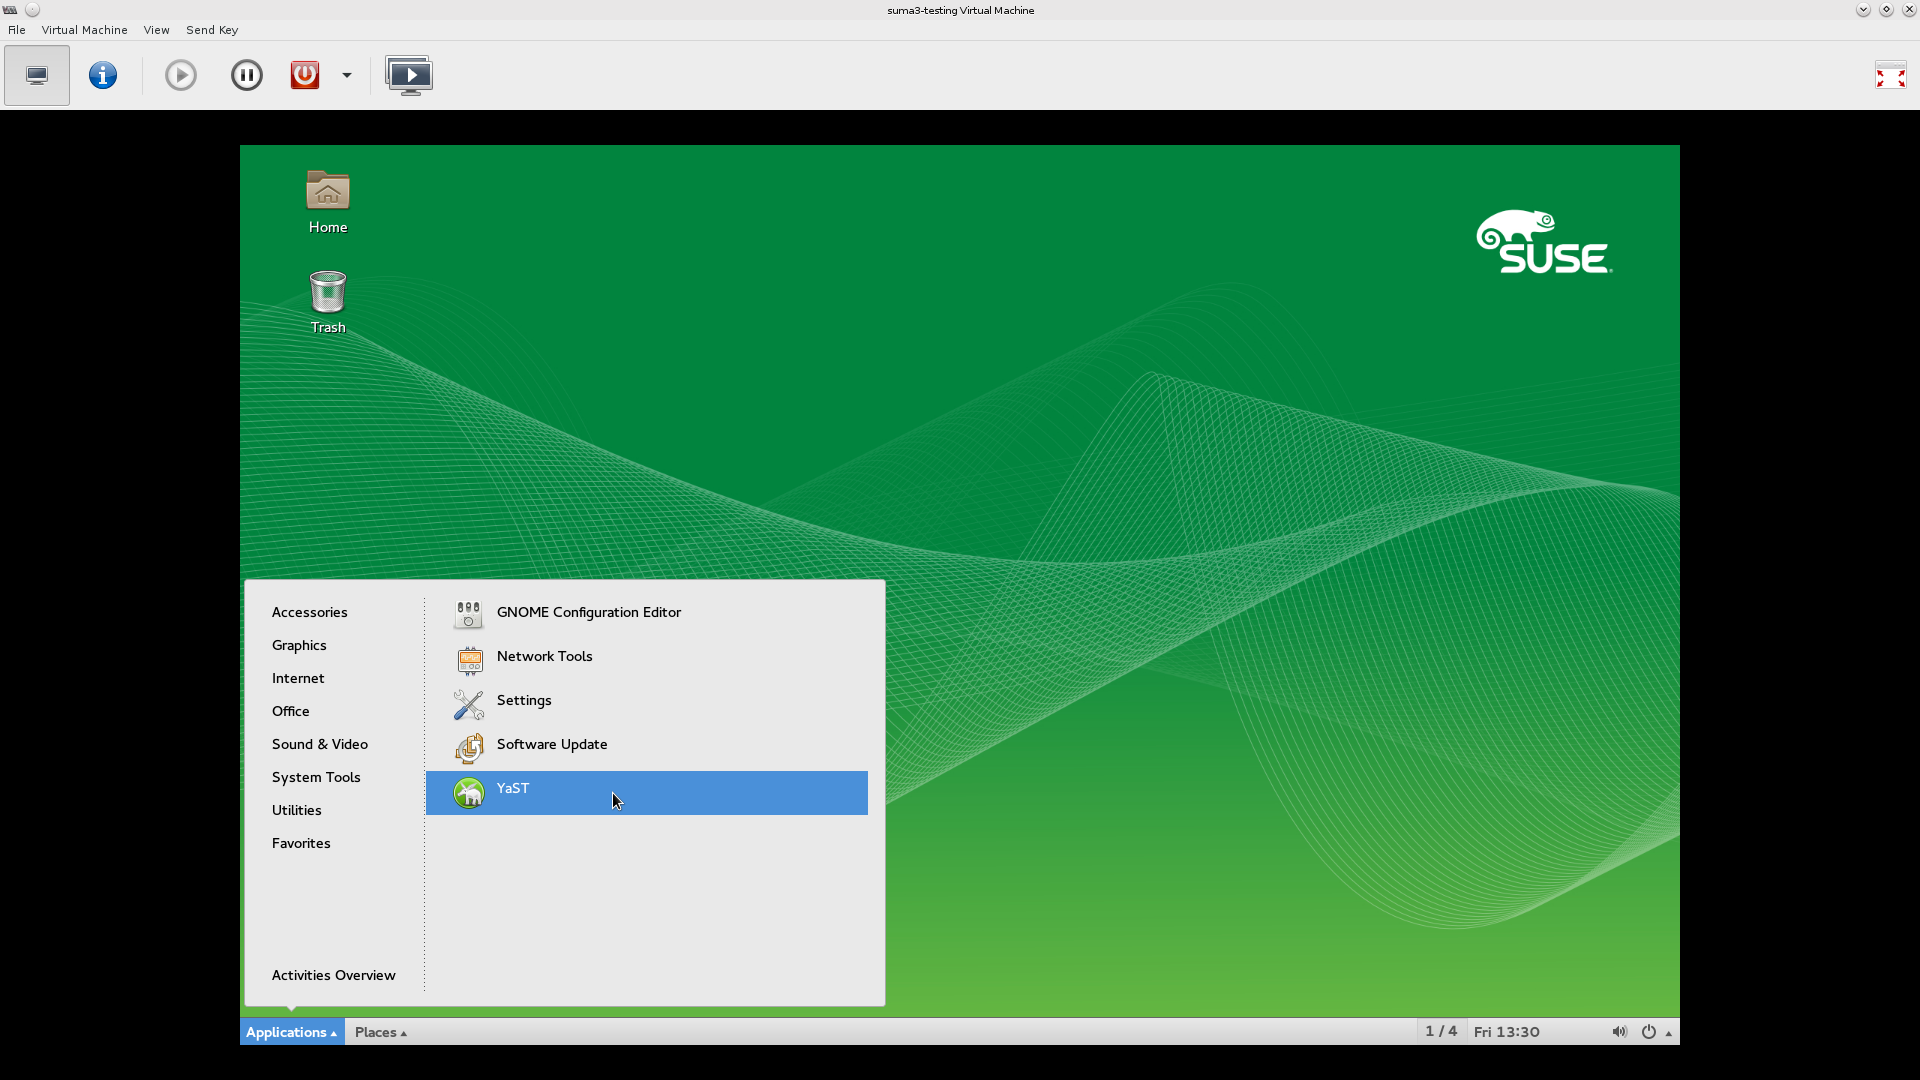 suma3-testing Virtual Machine
File Virtual Machine View Send Key
Home
SUSE
Trash
Accessories
Graphics
Internet
Office
Sound & Video
System Tools
Utilities
Favorites
Activities Overview
GNOME Configuration Editor
Network Tools
Settings
Software Update
YaST
Applications Places 1 / 4 Fri 13:30